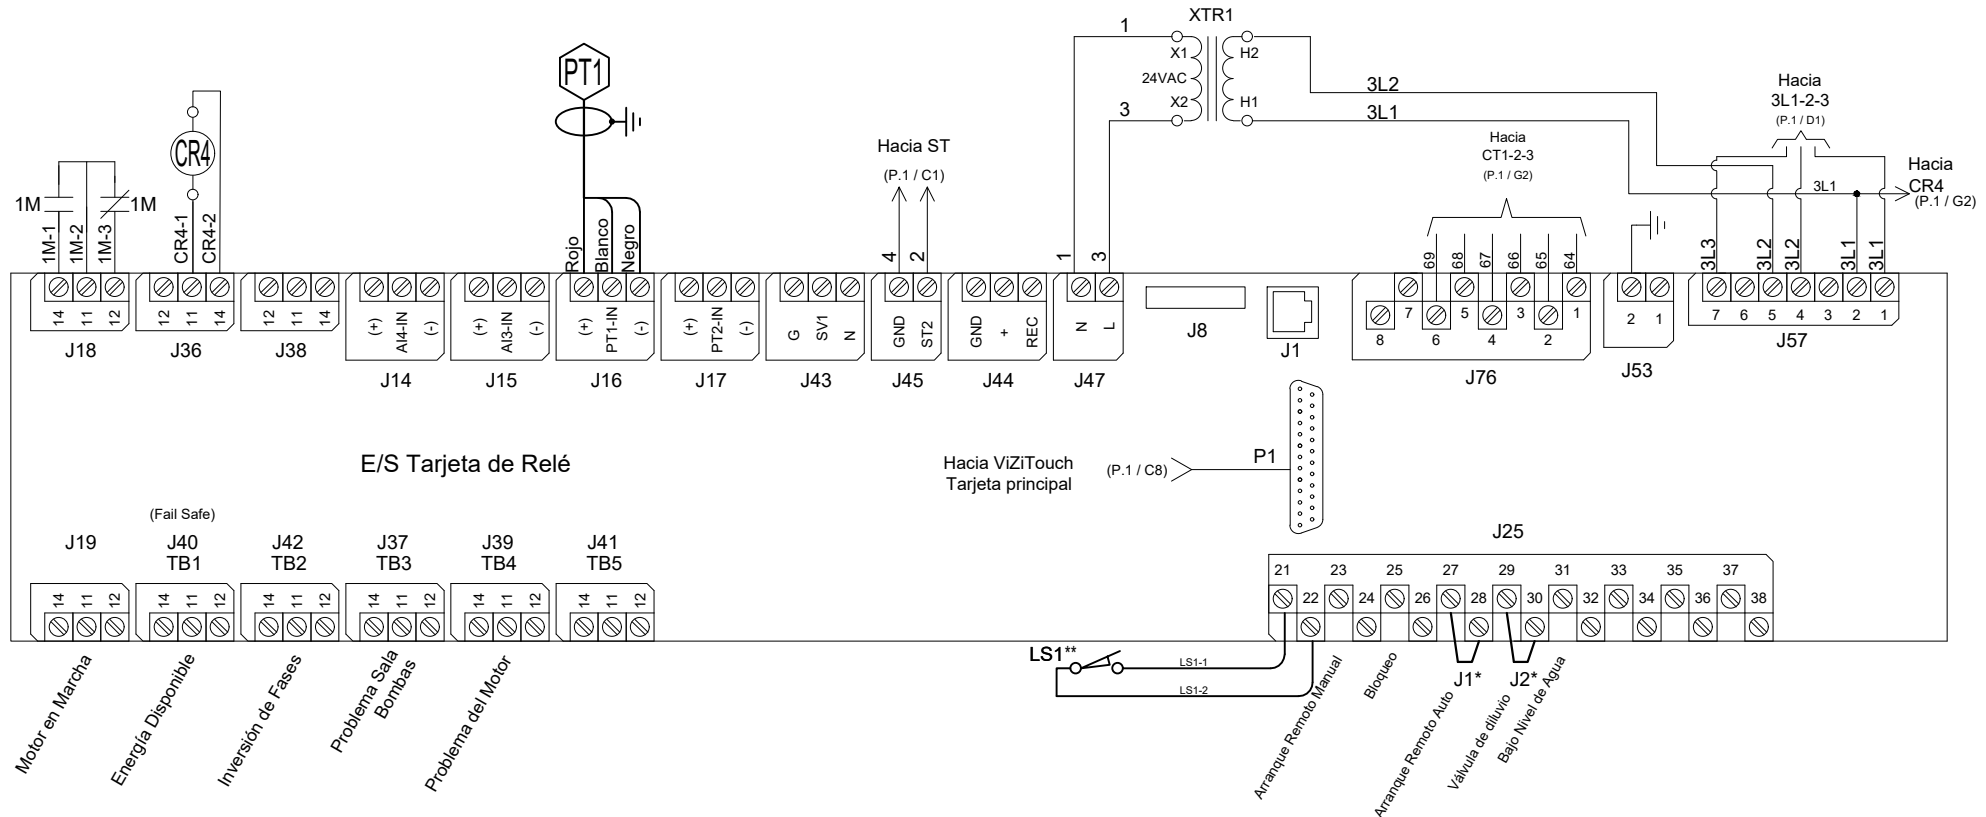 XTR1
1
X1
H2
24VAC
X2
H1
3
3L2
3L1
PT1
Hacia
3L1-2-3
(P.1 / D1)
Hacia
CT1-2-3
(P.1 / G2)
Hacia ST
(P.1 / C1)
Hacia
CR4
(P.1 / G2)
3L1
CR4
1M
1M
1M-1
1M-2
1M-3
CR4-1
CR4-2
Rojo
Blanco
Negro
4
2
1
3
69
68
67
66
65
64
3L3
3L2
3L2
3L1
3L1
14
11
12
12
11
14
12
11
14
(+)
AI4-IN
(-)
(+)
AI3-IN
(-)
(+)
PT1-IN
(-)
(+)
PT2-IN
(-)
G
SV1
N
GND
ST2
GND
+
REC
N
L
8
7
6
5
4
3
2
1
2
1
7
6
5
4
3
2
1
J18
J36
J38
J14
J15
J16
J17
J43
J45
J44
J47
J8
J1
J76
J53
J57
E/S Tarjeta de Relé
Hacia ViZiTouch
Tarjeta principal
(P.1 / C8)
P1
(Fail Safe)
J19
J40
TB1
J42
TB2
J37
TB3
J39
TB4
J41
TB5
J25
14
11
12
14
11
12
14
11
12
14
11
12
14
11
12
14
11
12
21
22
23
24
25
26
27
28
29
30
31
32
33
34
35
36
37
38
LS1**
LS1-1
LS1-2
J1*
J2*
Motor en Marcha
Energía Disponible
Inversión de Fases
Problema Sala
Bombas
Problema del Motor
Arranque Remoto Manual
Bloqueo
Arranque Remoto Auto
Válvula de diluvio
Bajo Nivel de Agua